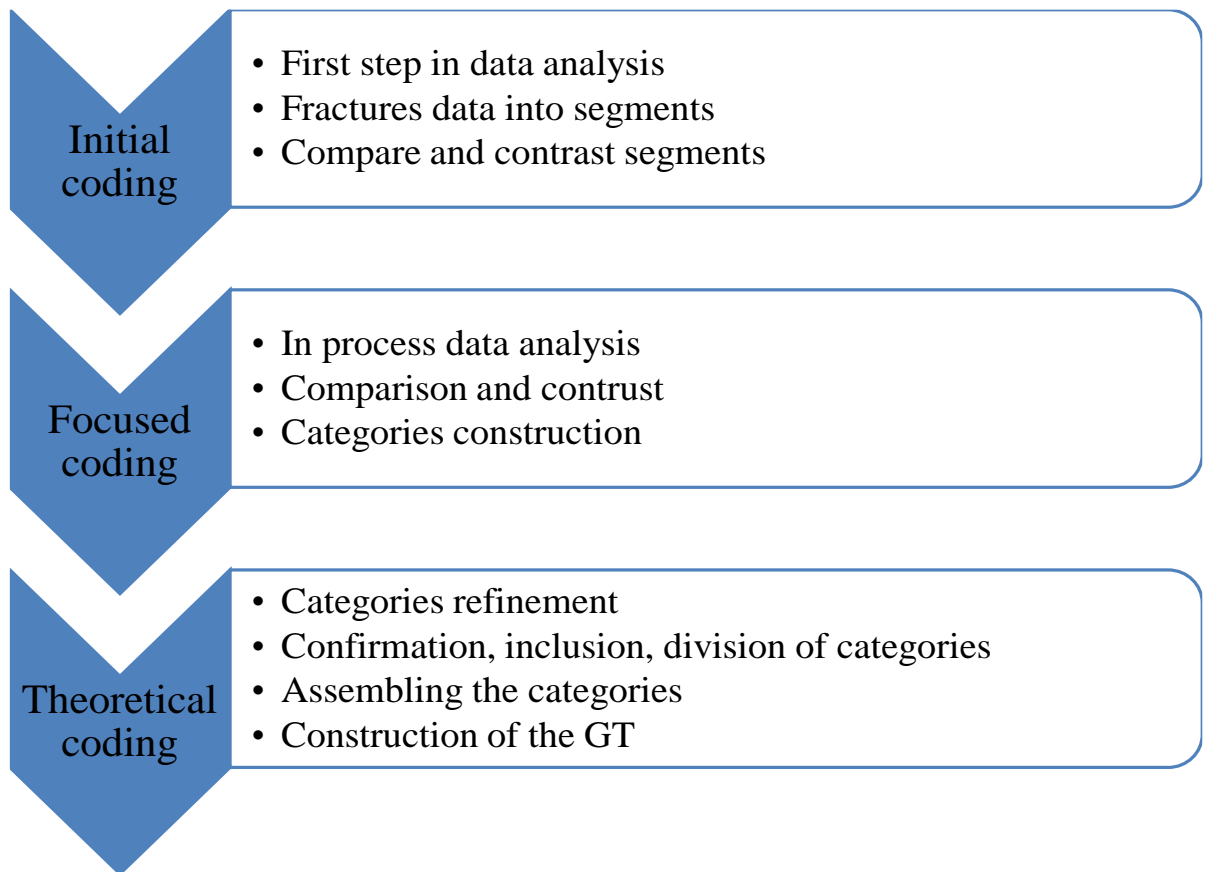 Initial
coding
• First step in data analysis
• Fractures data into segments
• Compare and contrast segments
Focused
coding
• In process data analysis
• Comparison and contrust
• Categories construction
Theoretical
coding
• Categories refinement
• Confirmation, inclusion, division of categories
• Assembling the categories
• Construction of the GT